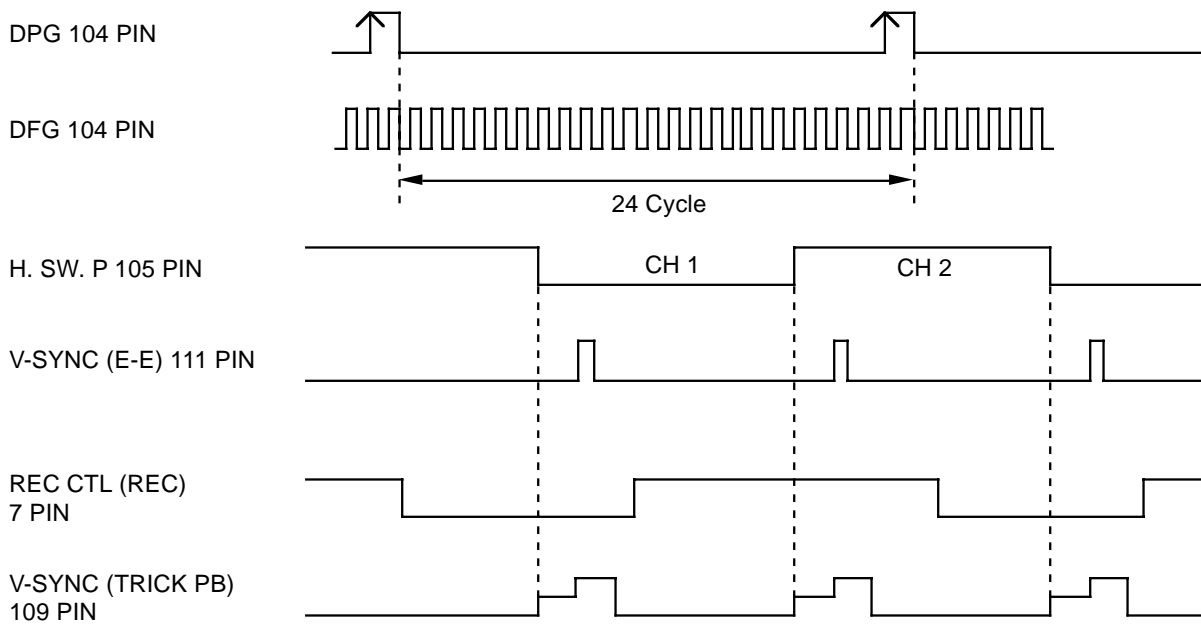 DPG 104 PIN
DFG 104 PIN
24 Cycle
H. SW. P 105 PIN
CH 1
CH 2
V-SYNC (E-E) 111 PIN
REC CTL (REC)
7 PIN
V-SYNC (TRICK PB)
109 PIN